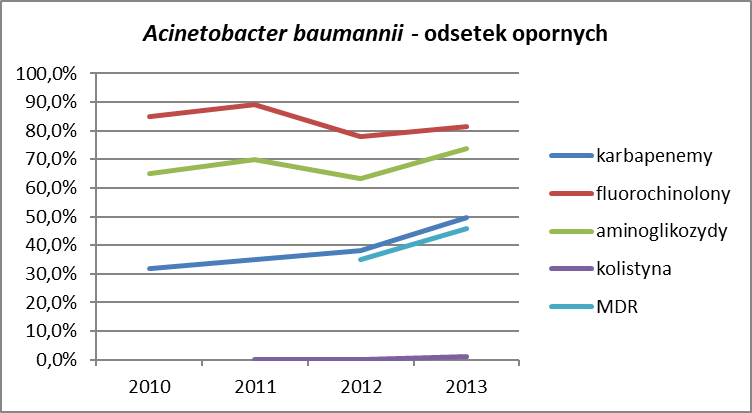 Acinetobacter baumannii - odsetek opornych
100,0%
90,0%
80,0%
70,0%
60,0%
50,0%
40,0%
30,0%
20,0%
10,0%
0,0%
2010 2011 2012 2013
karbapenemy
fluorochinolony
aminoglikozydy
kolistyna
MDR